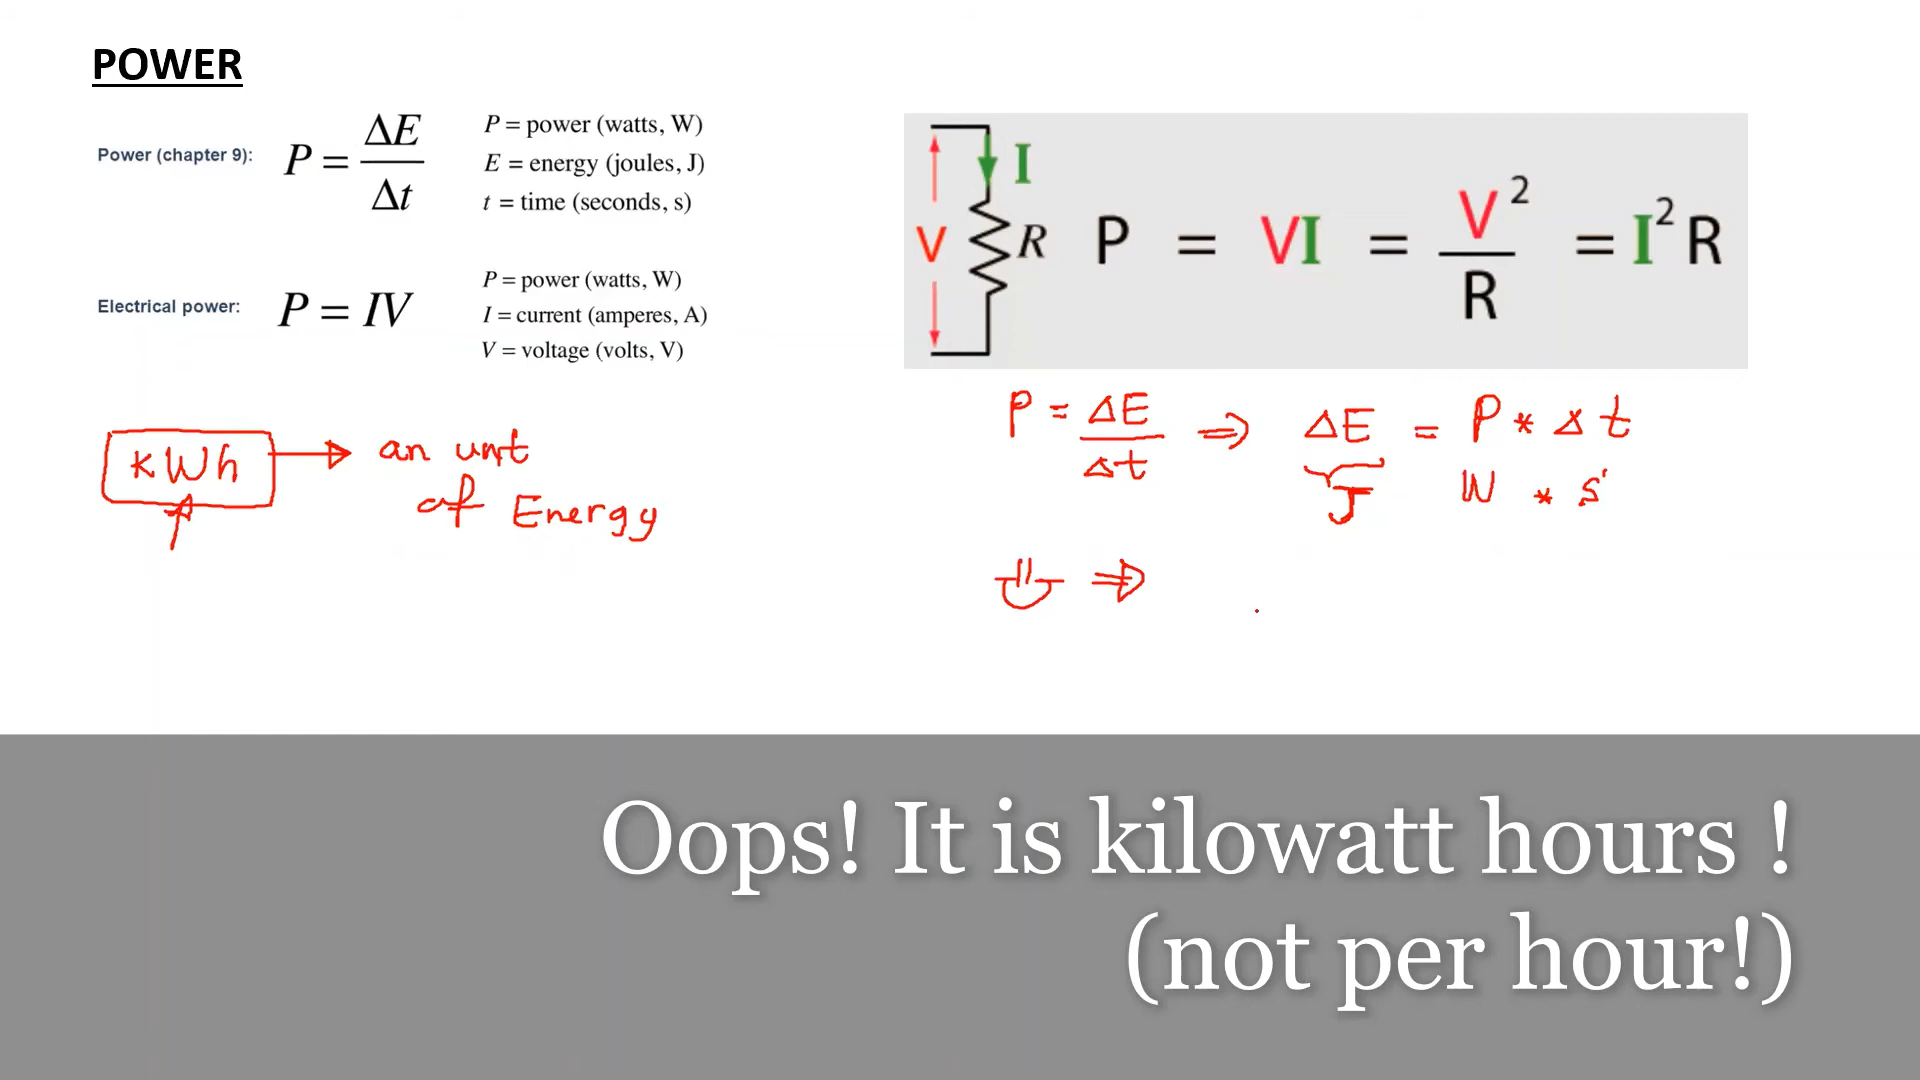 POWER
Power (chapter 9): P = ΔE / Δt
P = power (watts, W)
E = energy (joules, J)
t = time (seconds, s)
Electrical power: P = IV
P = power (watts, W)
I = current (amperes, A)
V = voltage (volts, V)
V I R P = VI = V² / R = I² R
kWh → an unit
of Energy
P = ΔE / Δt ⇒ ΔE = P * Δt
J W * s
⇒
Oops! It is kilowatt hours !
(not per hour!)